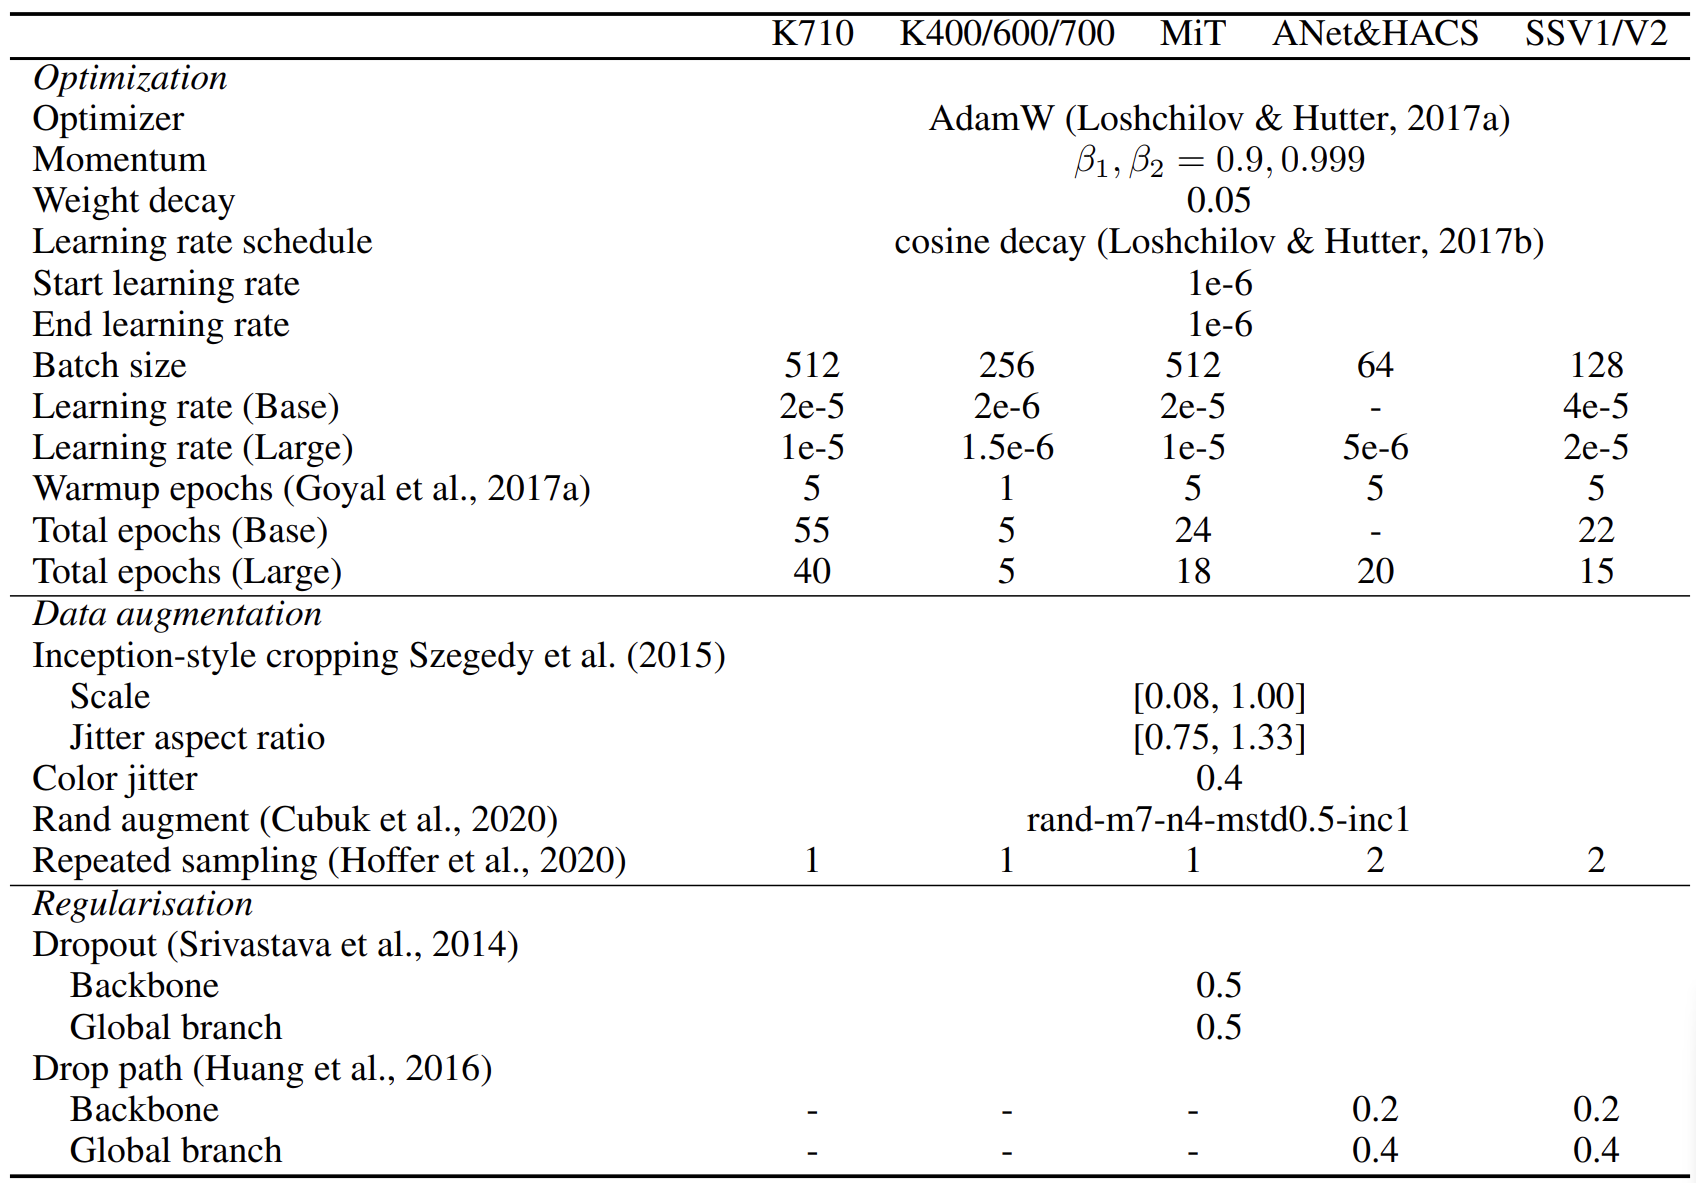 K710 K400/600/700 MiT ANet&HACS SSV1/V2
Optimization
Optimizer AdamW (Loshchilov & Hutter, 2017a)
Momentum β1, β2 = 0.9, 0.999
Weight decay 0.05
Learning rate schedule cosine decay (Loshchilov & Hutter, 2017b)
Start learning rate 1e-6
End learning rate 1e-6
Batch size 512 256 512 64 128
Learning rate (Base) 2e-5 2e-6 2e-5 - 4e-5
Learning rate (Large) 1e-5 1.5e-6 1e-5 5e-6 2e-5
Warmup epochs (Goyal et al., 2017a) 5 1 5 5 5
Total epochs (Base) 55 5 24 - 22
Total epochs (Large) 40 5 18 20 15
Data augmentation
Inception-style cropping Szegedy et al. (2015)
Scale [0.08, 1.00]
Jitter aspect ratio [0.75, 1.33]
Color jitter 0.4
Rand augment (Cubuk et al., 2020) rand-m7-n4-mstd0.5-inc1
Repeated sampling (Hoffer et al., 2020) 1 1 1 2 2
Regularisation
Dropout (Srivastava et al., 2014)
Backbone 0.5
Global branch 0.5
Drop path (Huang et al., 2016)
Backbone - - - 0.2 0.2
Global branch - - - 0.4 0.4